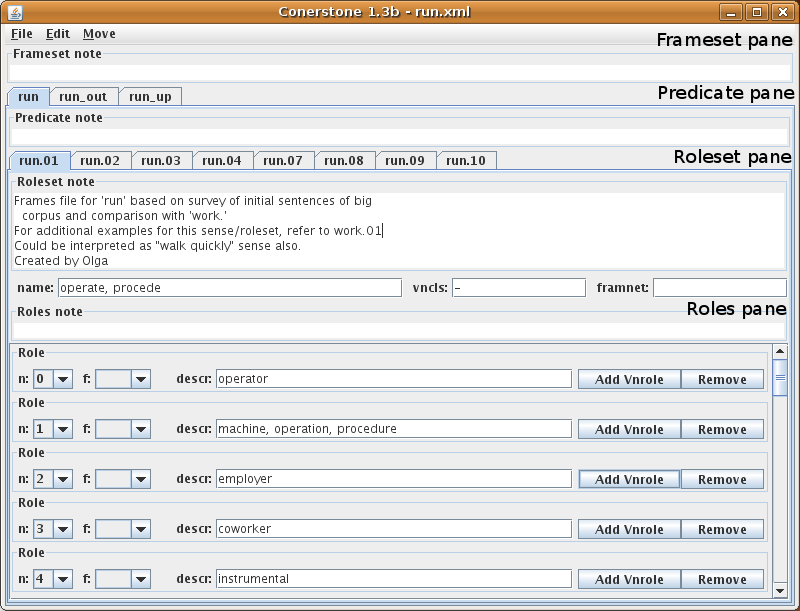 Conerstone 1.3b - run.xml
File Edit Move
Frameset pane
Frameset note
Predicate pane
run run_out run_up
Predicate note
Roleset pane
run.01 run.02 run.03 run.04 run.07 run.08 run.09 run.10
Roleset note
Frames file for 'run' based on survey of initial sentences of big
corpus and comparison with 'work.'
For additional examples for this sense/roleset, refer to work.01
Could be interpreted as "walk quickly" sense also.
Created by Olga
name: operate, procede vncls: - framnet:
Roles pane
Roles note
Role
n: 0 f: descr: operator Add Vnrole Remove
Role
n: 1 f: descr: machine, operation, procedure Add Vnrole Remove
Role
n: 2 f: descr: employer Add Vnrole Remove
Role
n: 3 f: descr: coworker Add Vnrole Remove
Role
n: 4 f: descr: instrumental Add Vnrole Remove